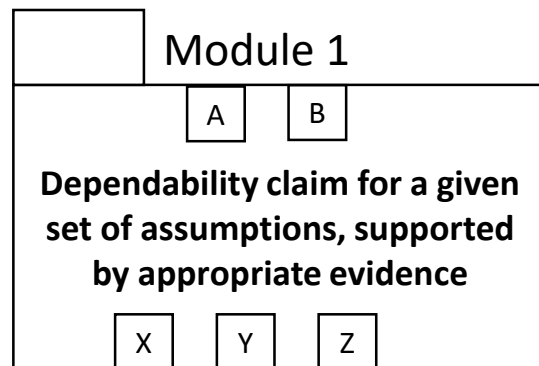 Module 1
A B
Dependability claim for a given
set of assumptions, supported
by appropriate evidence
X Y Z